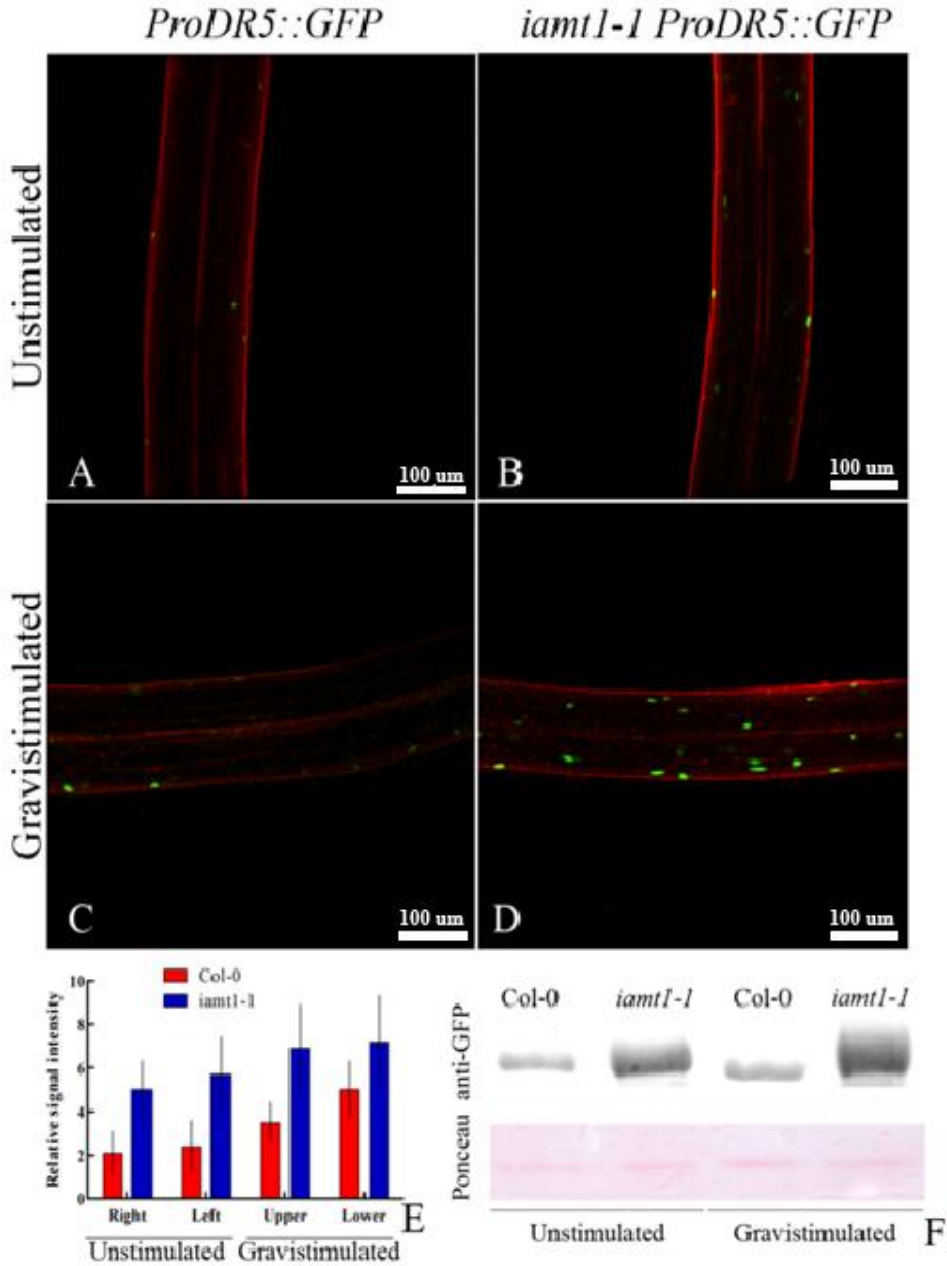 ProDR5::GFP
iamt1-1 ProDR5::GFP
Unstimulated
A
100 um
B
100 um
Gravistimulated
C
100 um
D
100 um
Relative signal intensity
10
8
6
4
2
0
Col-0
iamt1-1
Right
Left
Upper
Lower
Unstimulated
Gravistimulated
E
anti-GFP
Ponceau
Col-0
iamt1-1
Col-0
iamt1-1
Unstimulated
Gravistimulated
F